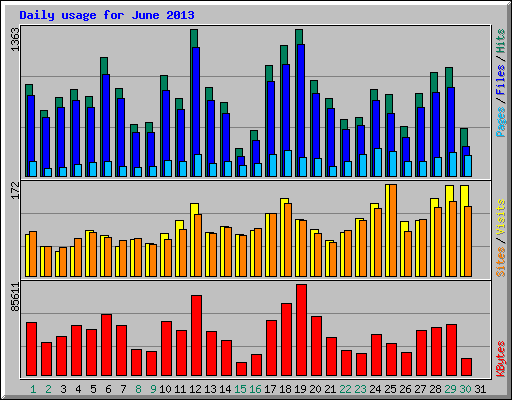 Daily usage for June 2013
1363
Pages / Files / Hits
172
Sites / Visits
85611
KBytes
1 2 3 4 5 6 7 8 9 10 11 12 13 14 15 16 17 18 19 20 21 22 23 24 25 26 27 28 29 30 31